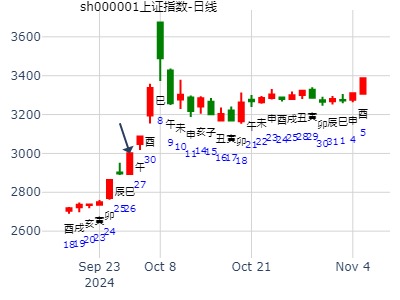 sh000001上证指数-日线
3600
3400
3200
3000
2800
2600
酉 戌 亥 寅 卯 辰 巳 午 酉 巳 午 未 申 亥 子 丑 寅 卯 午 未 申 酉 戌 丑 寅 卯 辰 巳 申 酉
18 19 20 23 24 25 26 27 30 8 9 10 11 14 15 16 17 18 21 22 23 24 25 28 29 30 31 1 4 5
Sep 23 Oct 8 Oct 21 Nov 4
2024